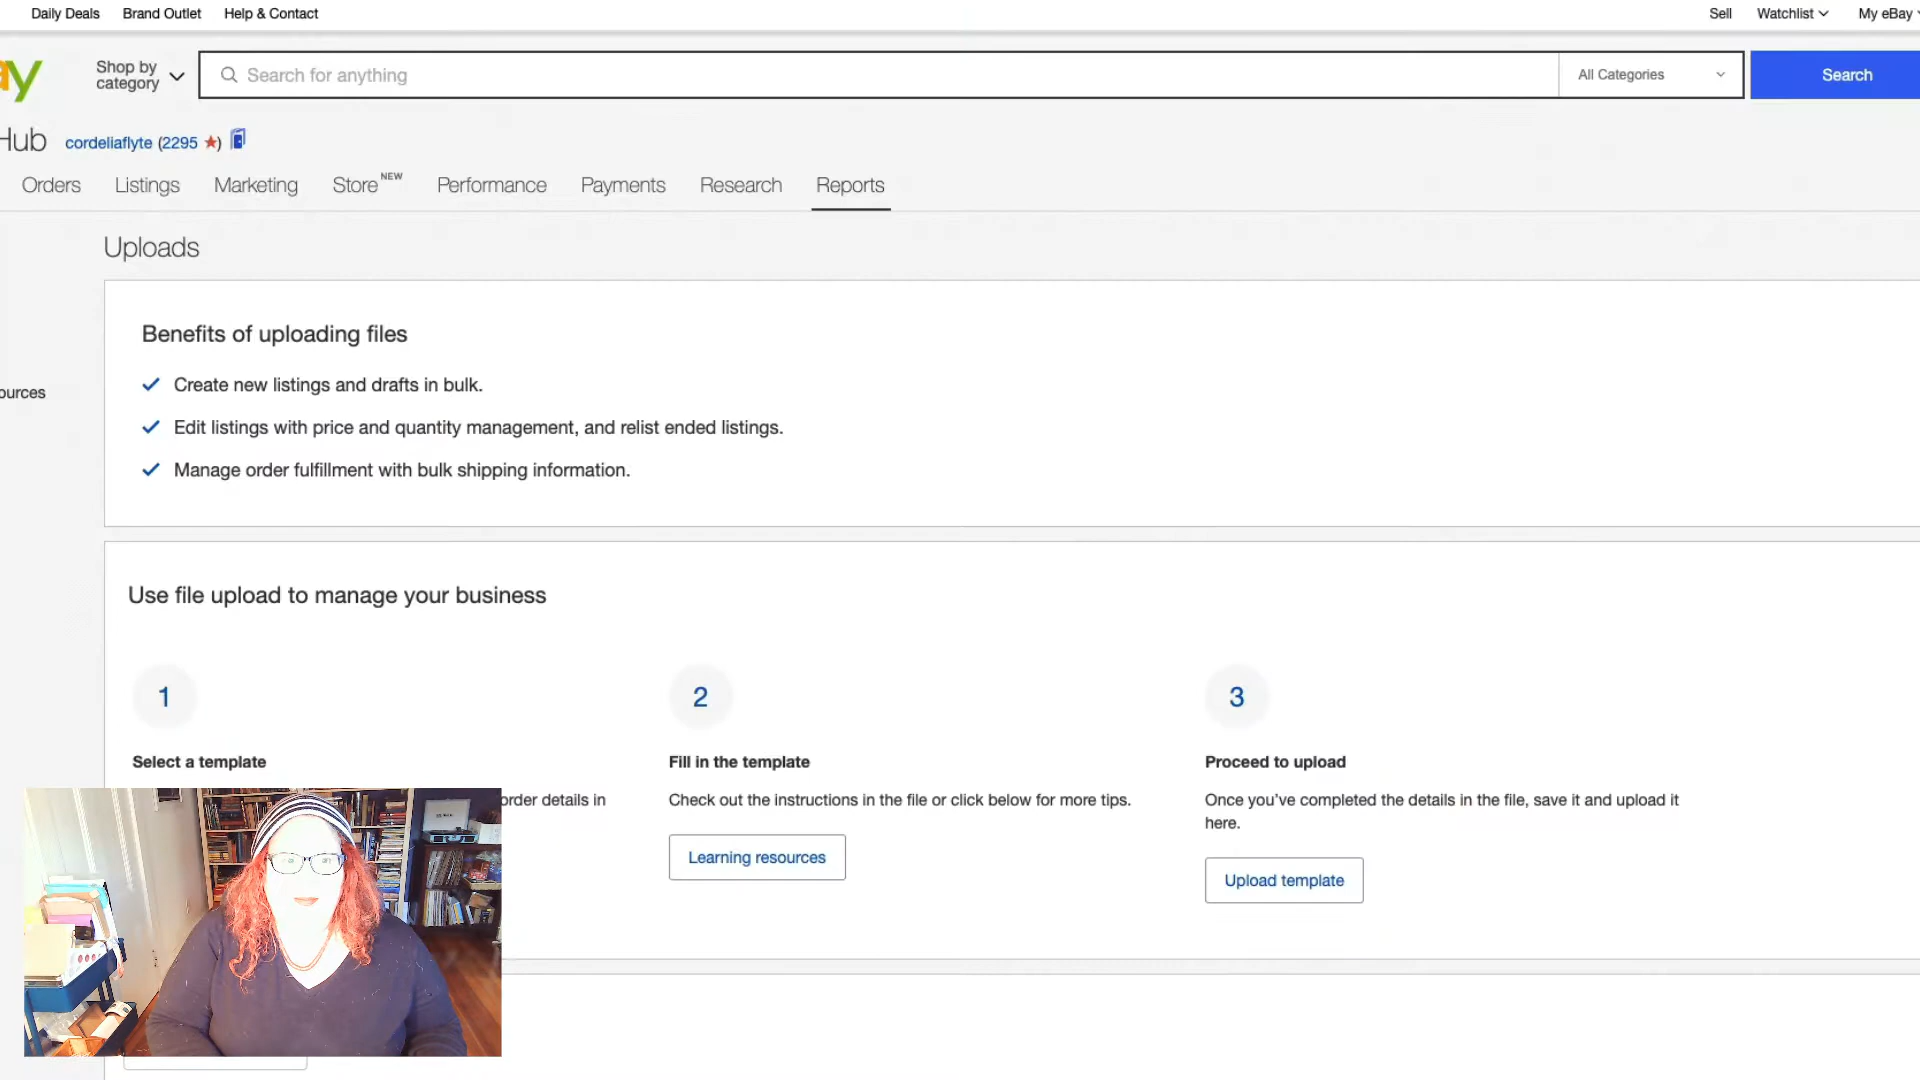 Daily Deals Brand Outlet Help & Contact Sell Watchlist My eBay
ay
Shop by
category
Search for anything All Categories Search
Hub cordeliaflyte (2295 ★)
Orders Listings Marketing Store NEW Performance Payments Research Reports
Uploads
Benefits of uploading files
Create new listings and drafts in bulk.
ources
Edit listings with price and quantity management, and relist ended listings.
Manage order fulfillment with bulk shipping information.
Use file upload to manage your business
1 2 3
Select a template Fill in the template Proceed to upload
order details in Check out the instructions in the file or click below for more tips. Once you've completed the details in the file, save it and upload it
here.
Learning resources
Upload template